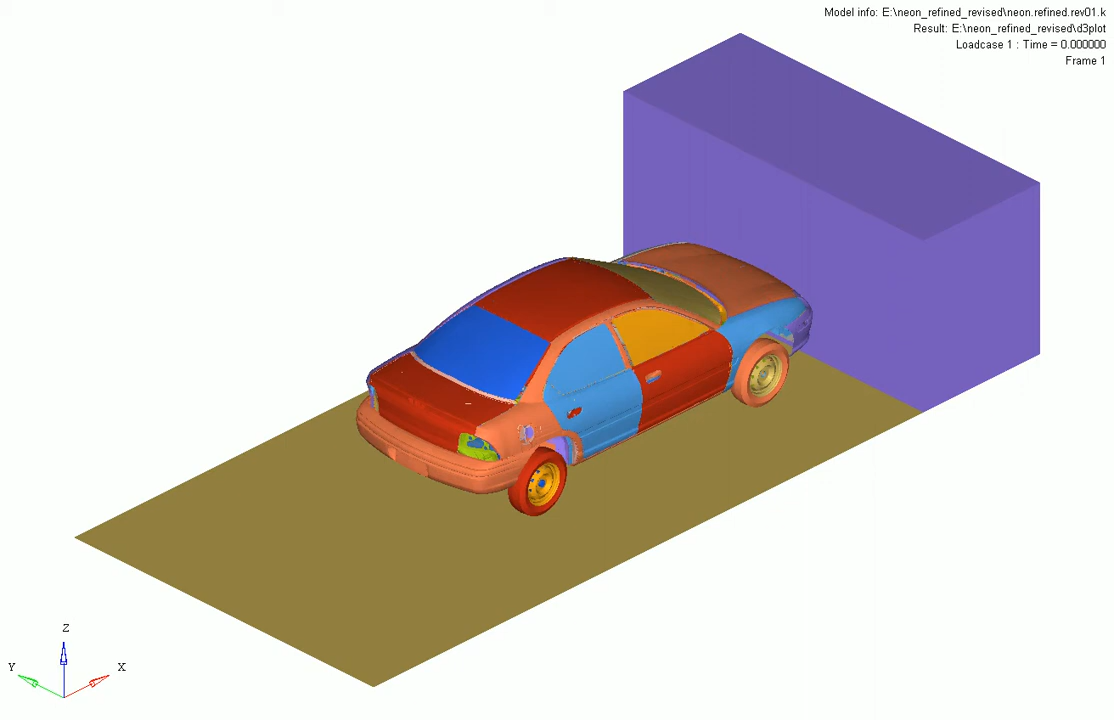 Model info: E:\neon_refined_revised\neon.refined.rev01.k
Result: E:\neon_refined_revised\d3plot
Loadcase 1 : Time = 0.000000
Frame 1
Z
Y
X